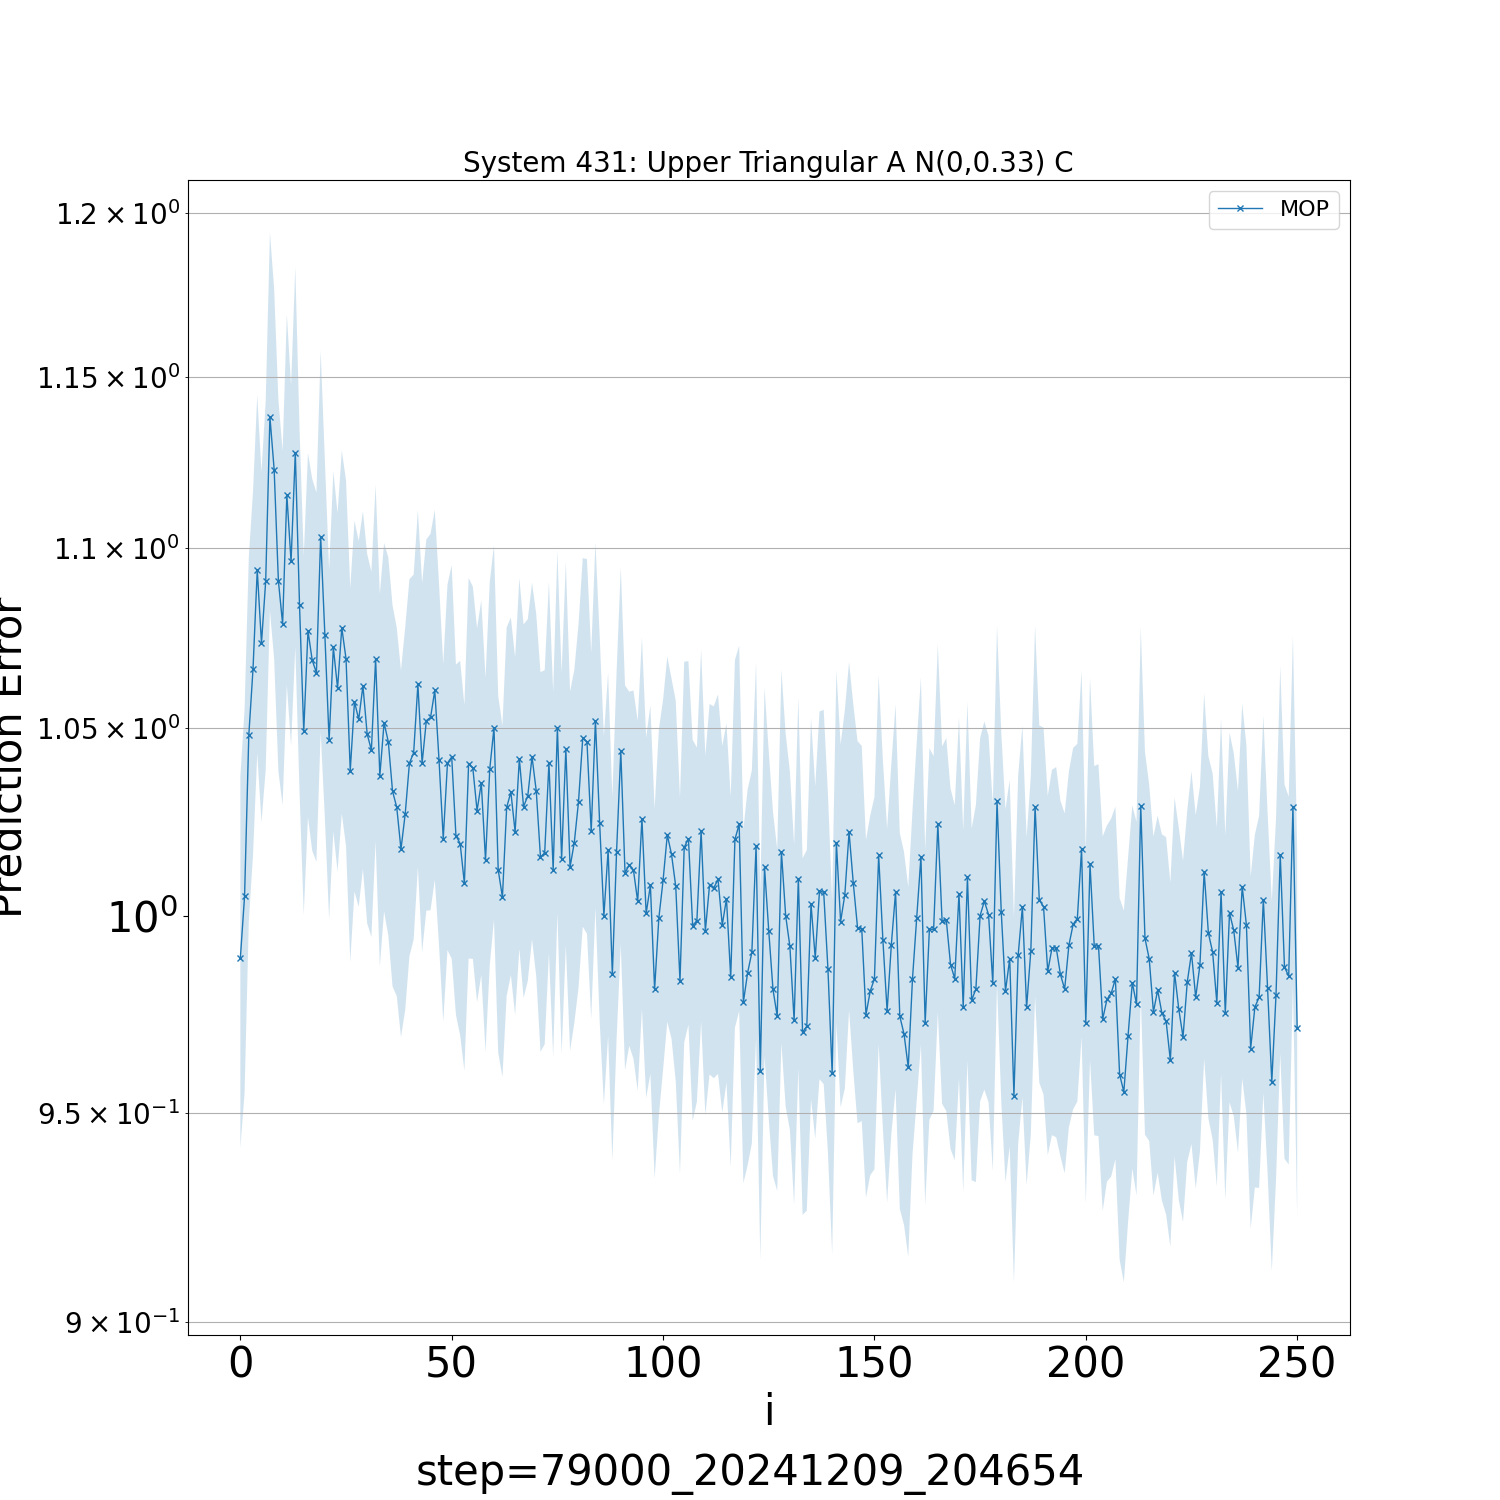 System 431: Upper Triangular A N(0,0.33) C
MOP
1.2 × 10⁰
1.15 × 10⁰
1.1 × 10⁰
1.05 × 10⁰
10⁰
9.5 × 10⁻¹
9 × 10⁻¹
Prediction Error
0 50 100 150 200 250
i
step=79000_20241209_204654